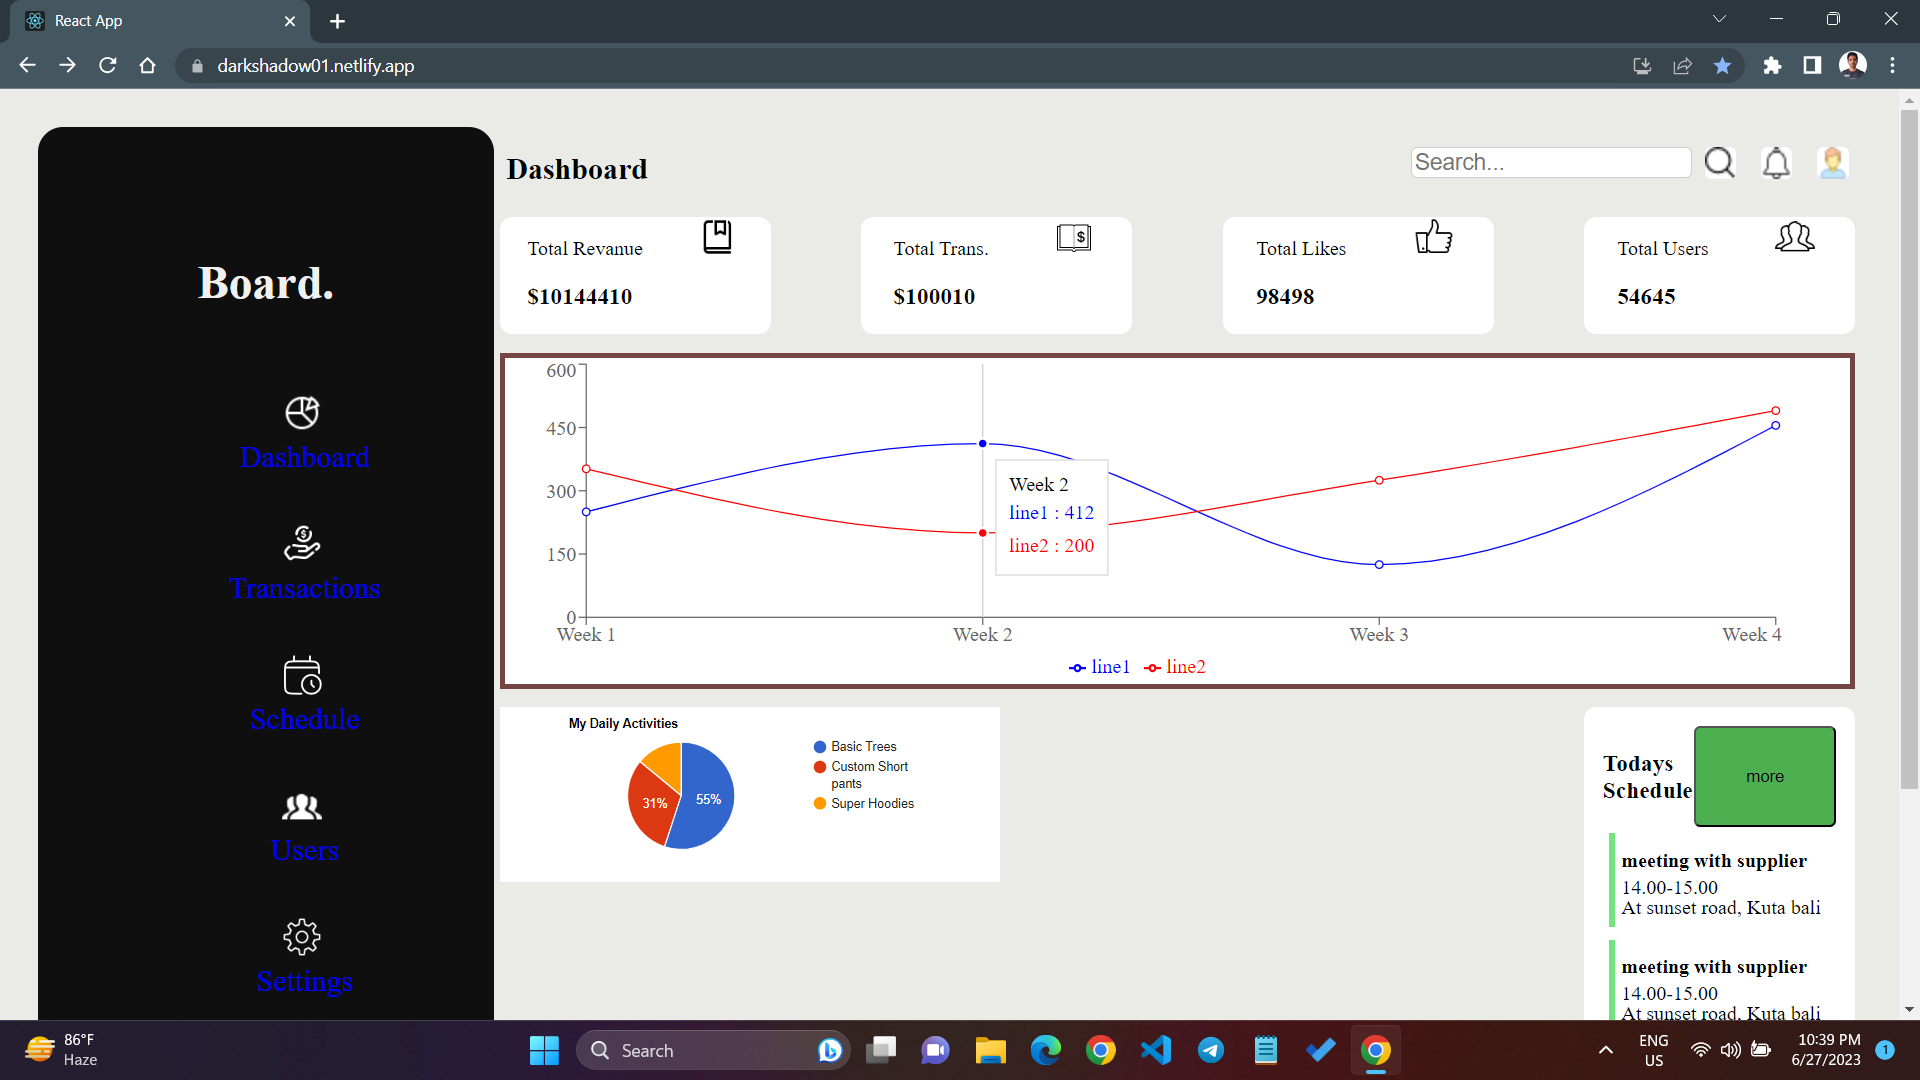 React App
darkshadow01.netlify.app
Board.
Dashboard
Transactions
Schedule
Users
Settings
Dashboard
Search...
Total Revanue
$10144410
Total Trans.
$100010
Total Likes
98498
Total Users
54645
600
450
300
150
0
Week 1
Week 2
Week 3
Week 4
Week 2
line1 : 412
line2 : 200
line1
line2
My Daily Activities
55%
31%
Basic Trees
Custom Short
pants
Super Hoodies
Todays
Schedule
more
meeting with supplier
14.00-15.00
At sunset road, Kuta bali
meeting with supplier
14.00-15.00
At sunset road, Kuta bali
86°F
Haze
Search
ENG
US
10:39 PM
6/27/2023
1